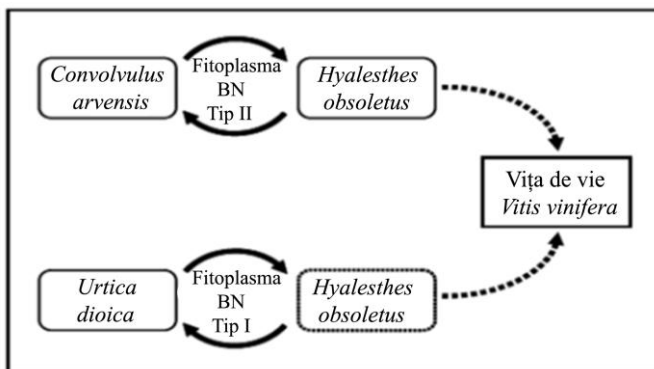 Convolvulus
arvensis
Fitoplasma
BN
Tip II
Hyalesthes
obsoletus
Vița de vie
Vitis vinifera
Urtica
dioica
Fitoplasma
BN
Tip I
Hyalesthes
obsoletus